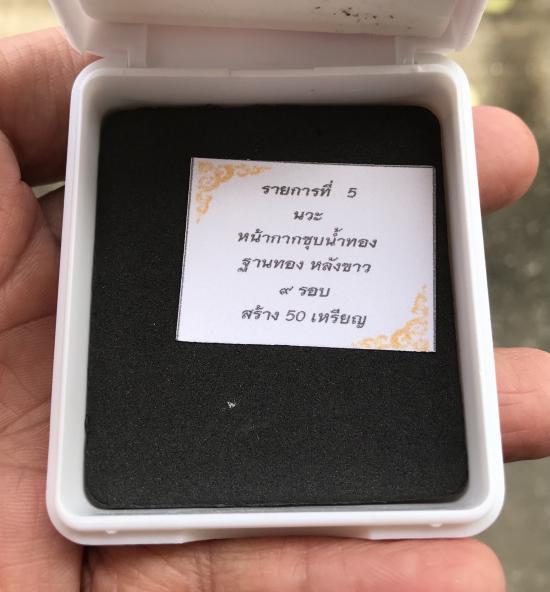 รายการที่ 5
นวะ
หน้ากากชุบน้ำทอง
ฐานทอง หลังขาว
๙ รอบ
สร้าง 50 เหรียญ